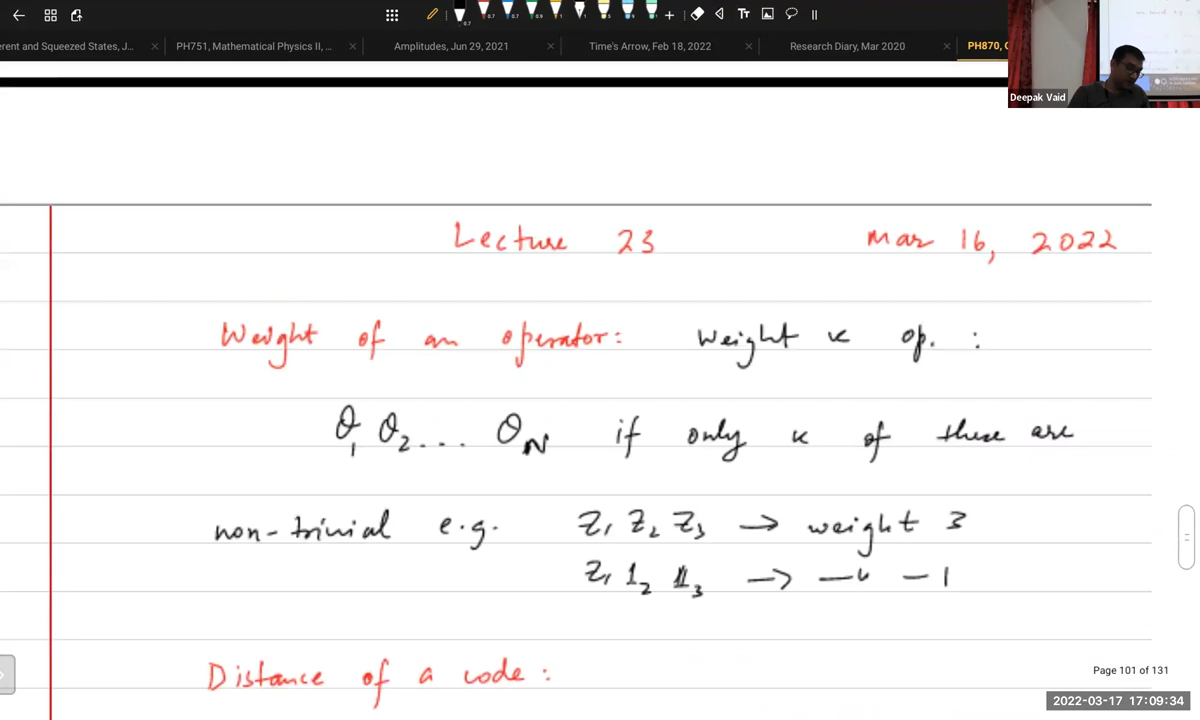 erent and Squeezed States, J...
PH751, Mathematical Physics II, ...
Amplitudes, Jun 29, 2021
Time's Arrow, Feb 18, 2022
Research Diary, Mar 2020
PH870,
Deepak Vaid
Lecture 23 Mar 16, 2022
Weight of an operator: Weight k op. :
O₁ O₂ .... O_N if only k of these are
non-trivial e.g. Z₁ Z₂ Z₃ → weight 3
Z₁ 𝟙₂ 𝟙₃ → —〃— 1
Distance of a code :
Page 101 of 131
2022-03-17 17:09:34